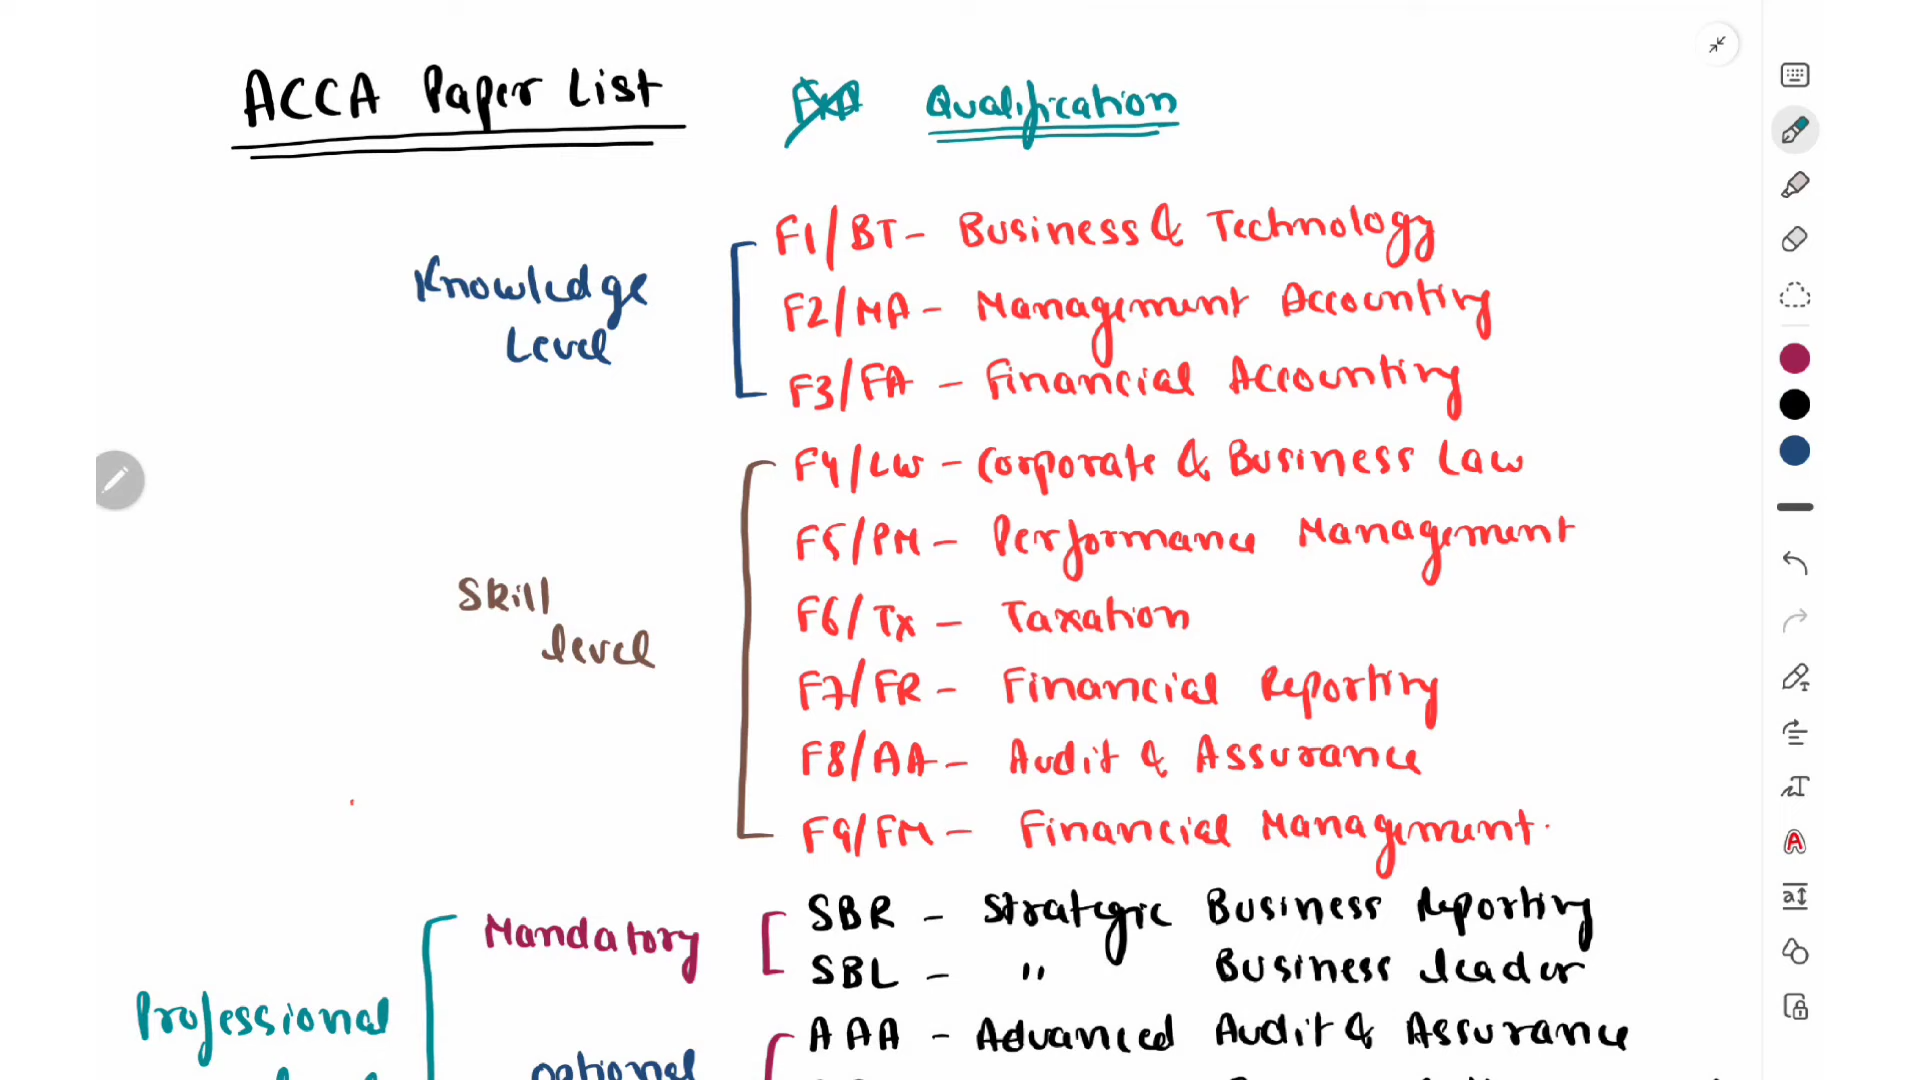 ACCA Paper List Qualification
Knowledge Level
F1/BT - Business & Technology
F2/MA - Management Accounting
F3/FA - Financial Accounting
Skill level
F4/LW - Corporate & Business Law
F5/PM - Performance Management
F6/Tx - Taxation
F7/FR - Financial Reporting
F8/AA - Audit & Assurance
F9/FM - Financial Management.
Professional
Mandatory
SBR - Strategic Business Reporting
SBL - " Business leader
optional
AAA - Advanced Audit & Assurance